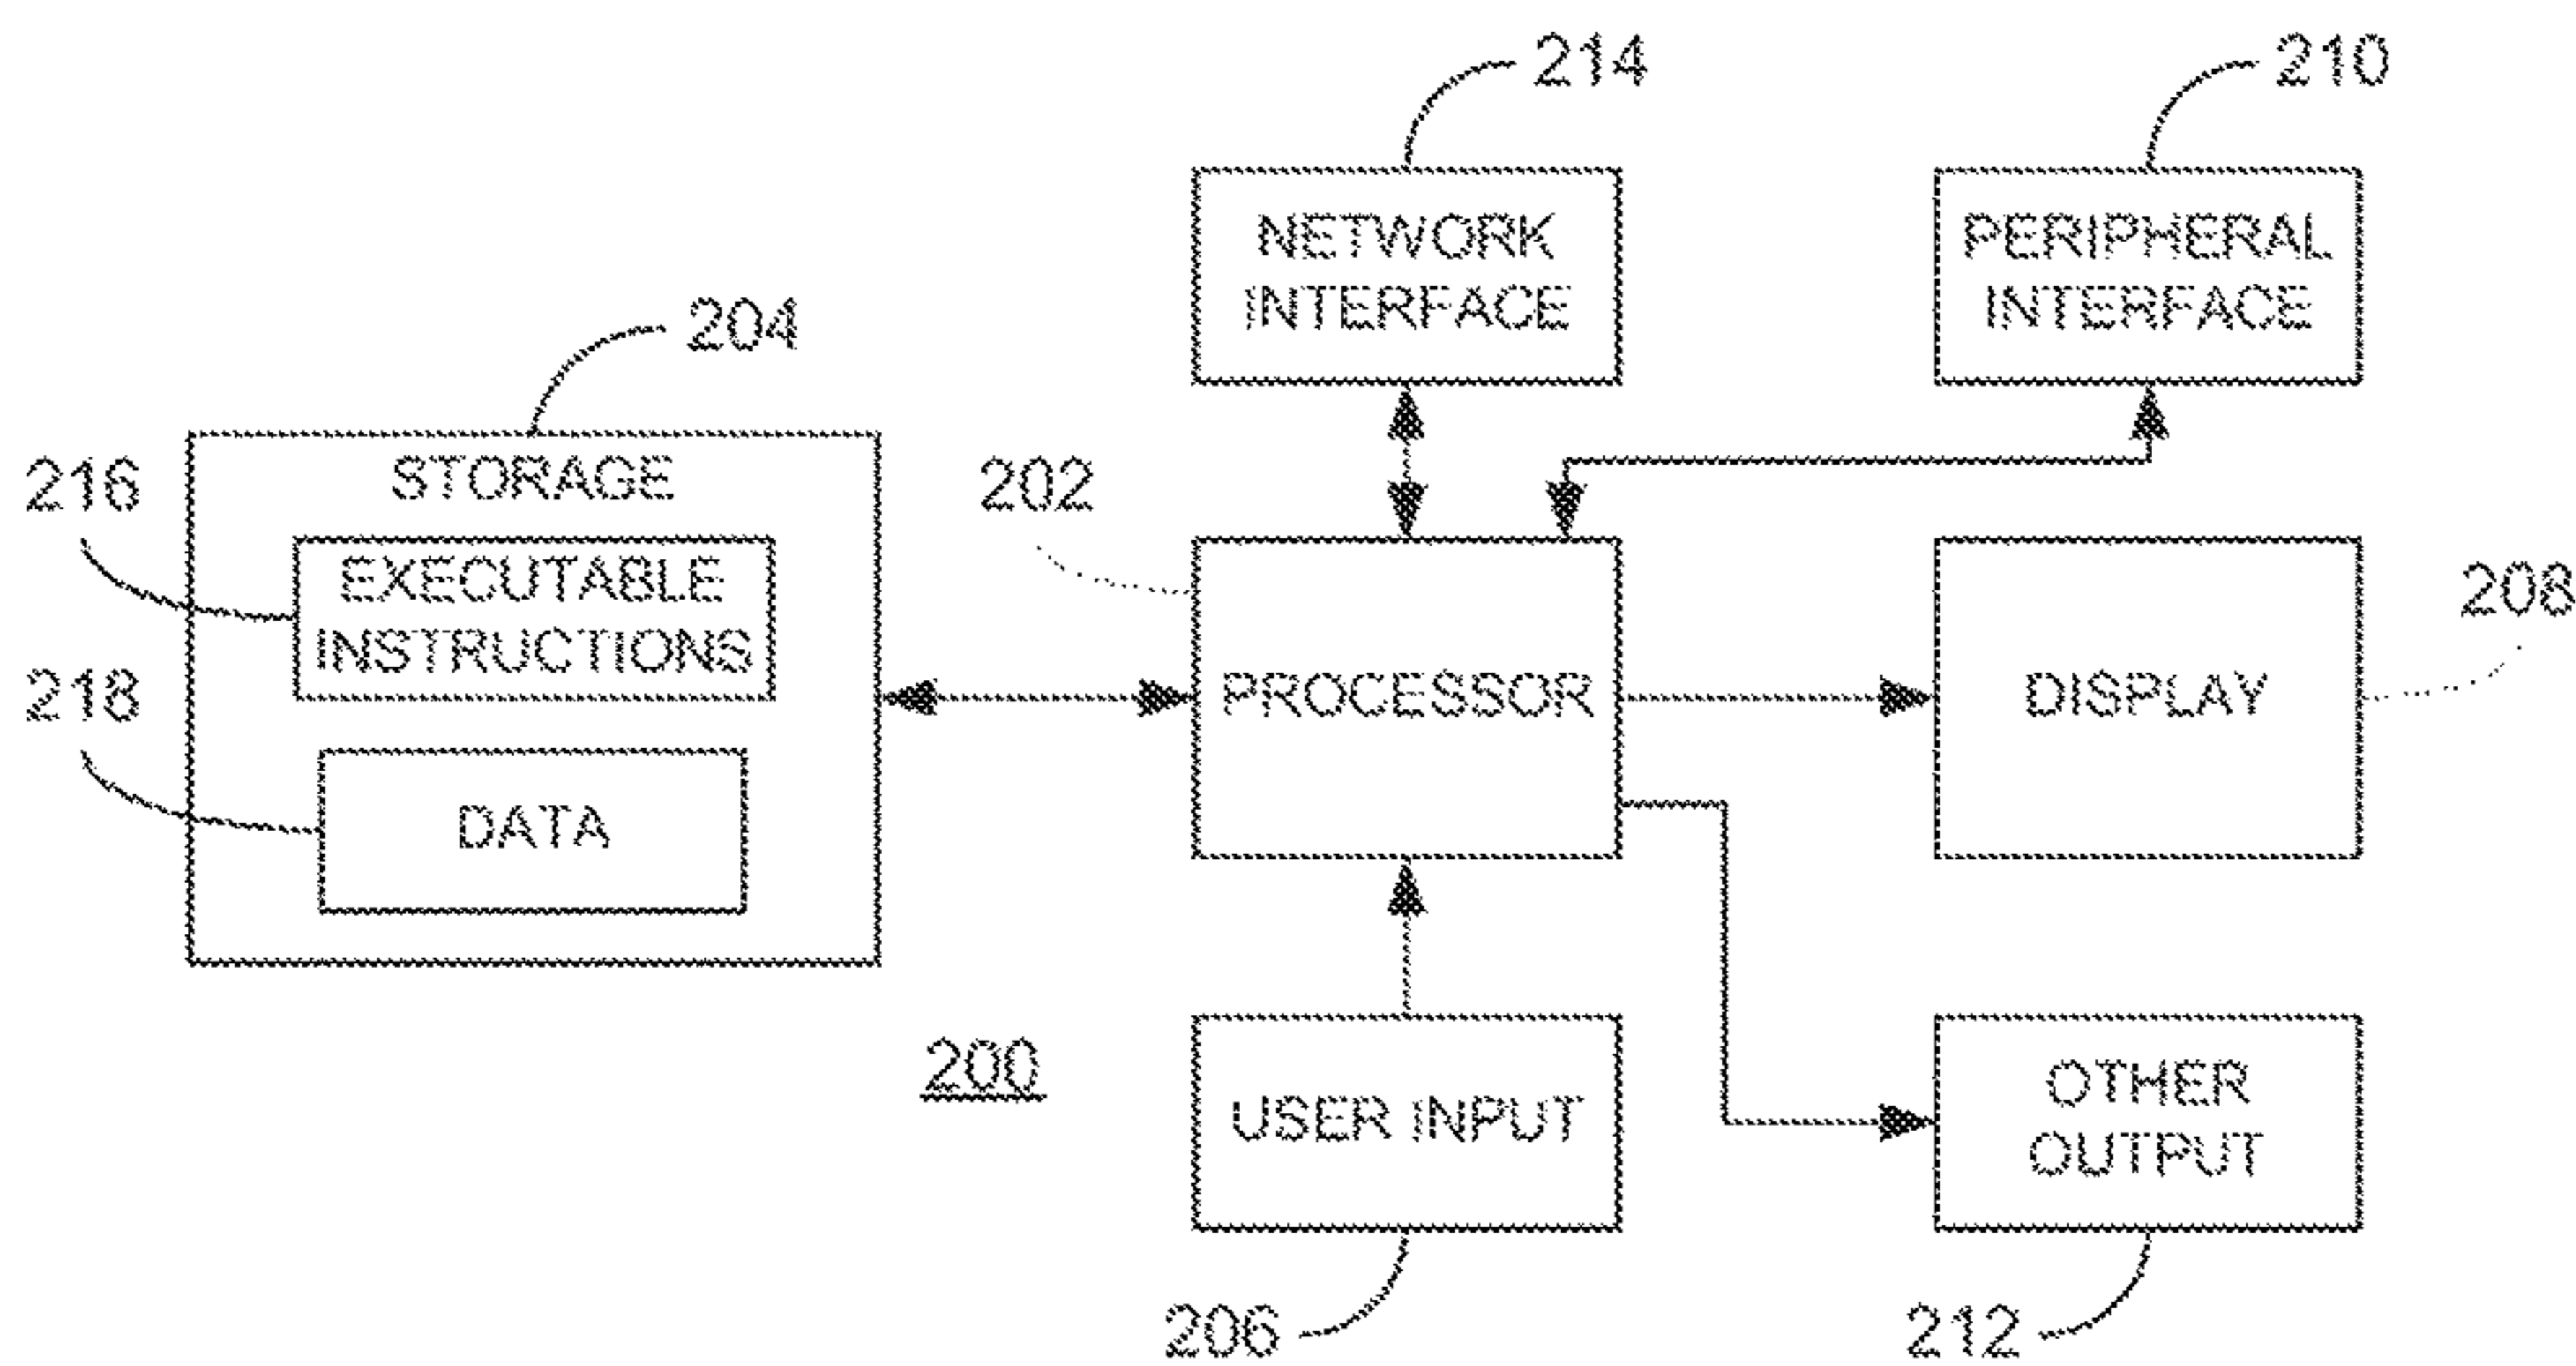 214
210
NETWORK
INTERFACE
PERIPHERAL
INTERFACE
204
STORAGE
216
EXECUTABLE
INSTRUCTIONS
202
208
218
PROCESSOR
DISPLAY
DATA
200
USER INPUT
OTHER
OUTPUT
206
212